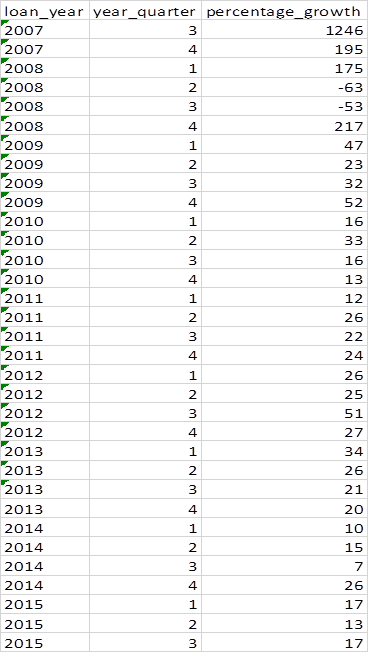 loan_year year_quarter percentage_growth
2007 3 1246
2007 4 195
2008 1 175
2008 2 -63
2008 3 -53
2008 4 217
2009 1 47
2009 2 23
2009 3 32
2009 4 52
2010 1 16
2010 2 33
2010 3 16
2010 4 13
2011 1 12
2011 2 26
2011 3 22
2011 4 24
2012 1 26
2012 2 25
2012 3 51
2012 4 27
2013 1 34
2013 2 26
2013 3 21
2013 4 20
2014 1 10
2014 2 15
2014 3 7
2014 4 26
2015 1 17
2015 2 13
2015 3 17